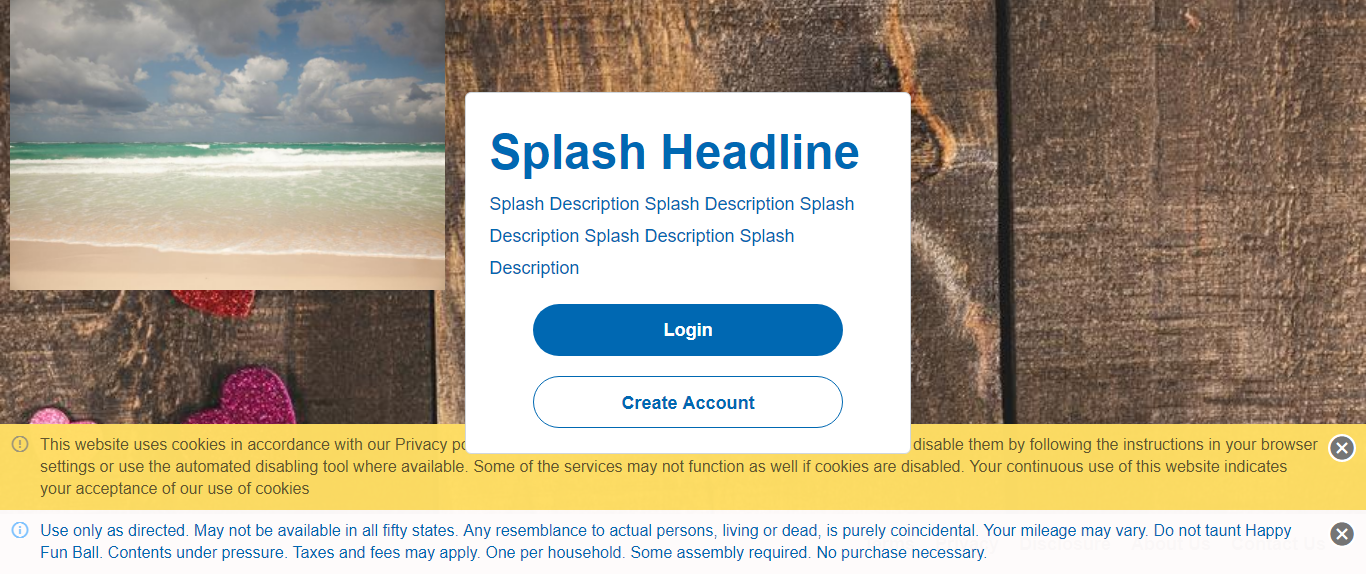 Splash Headline
Splash Description Splash Description Splash
Description Splash Description Splash
Description
Login
Create Account
This website uses cookies in accordance with our Privacy disable them by following the instructions in your browser
settings or use the automated disabling tool where available. Some of the services may not function as well if cookies are disabled. Your continuous use of this website indicates
your acceptance of our use of cookies
Use only as directed. May not be available in all fifty states. Any resemblance to actual persons, living or dead, is purely coincidental. Your mileage may vary. Do not taunt Happy
Fun Ball. Contents under pressure. Taxes and fees may apply. One per household. Some assembly required. No purchase necessary.